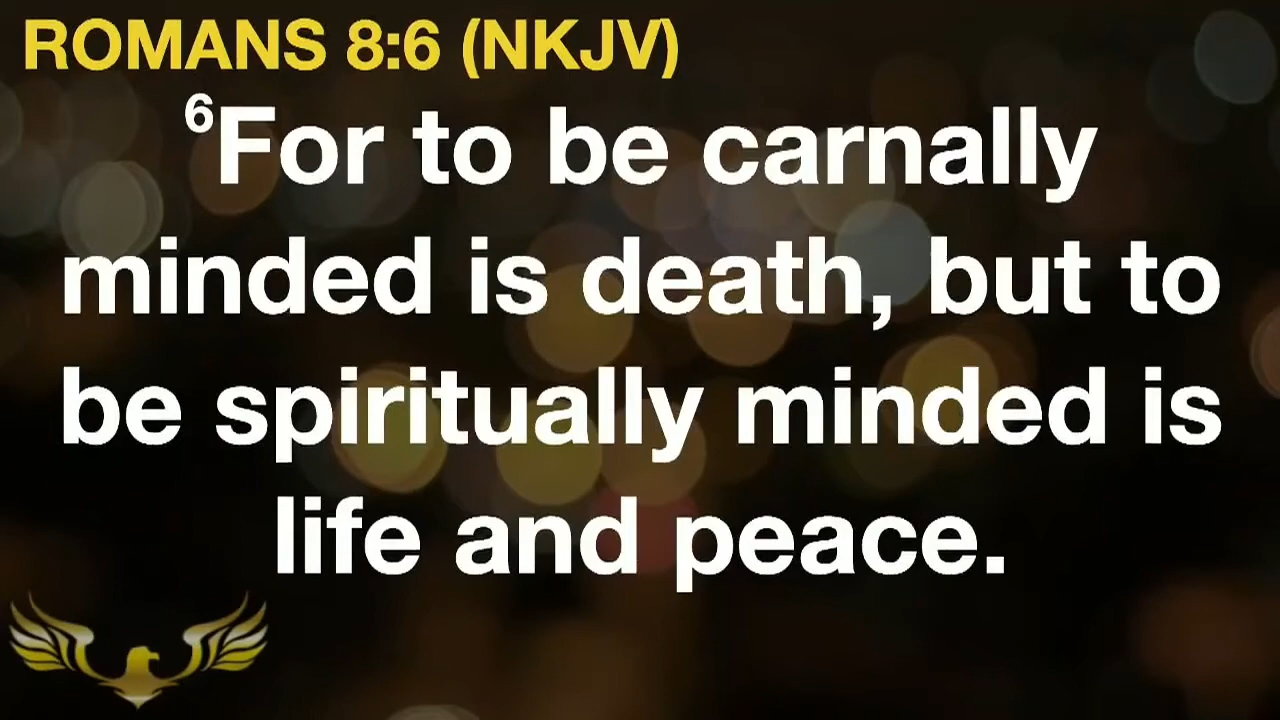 ROMANS 8:6 (NKJV)
⁶For to be carnally
minded is death, but to
be spiritually minded is
life and peace.